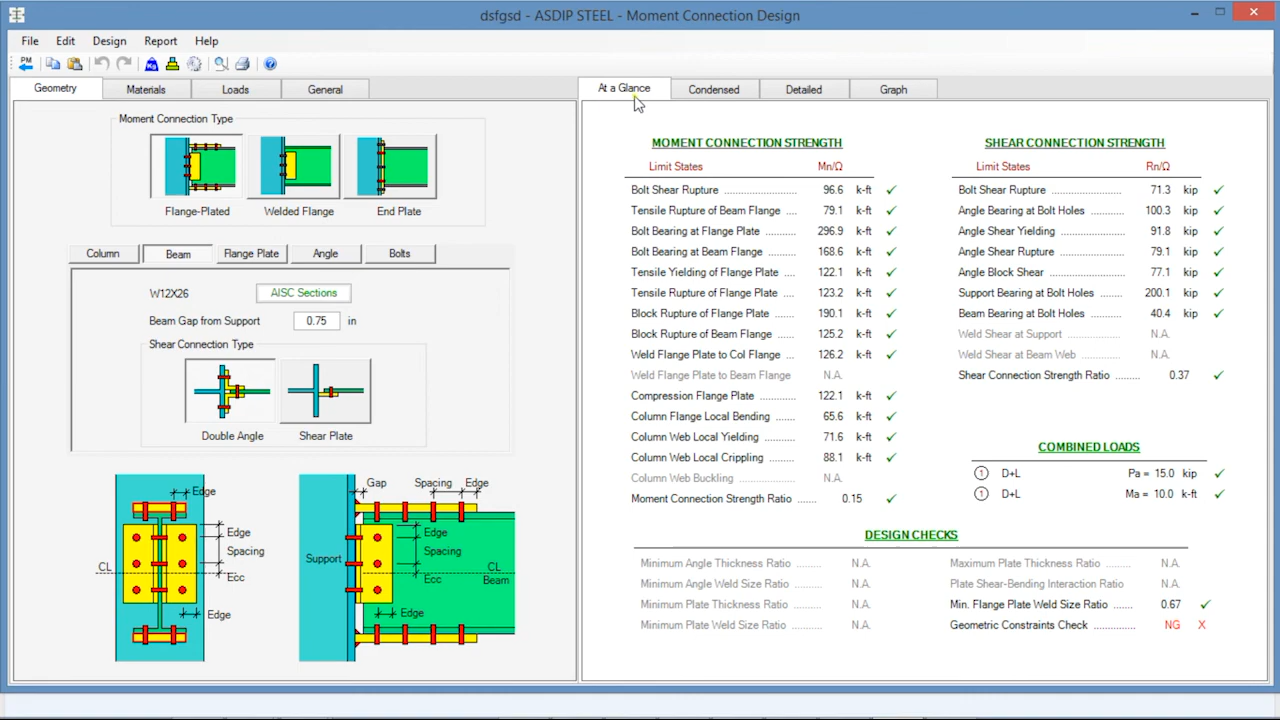 dsfgsd - ASDIP STEEL - Moment Connection Design
File Edit Design Report Help
PM
Geometry Materials Loads General
Moment Connection Type
Flange-Plated Welded Flange End Plate
Column Beam Flange Plate Angle Bolts
W12X26 AISC Sections
Beam Gap from Support 0.75 in
Shear Connection Type
Double Angle Shear Plate
Edge
Edge
Spacing
CL
Ecc
Edge
Gap Spacing Edge
Edge
Support
Spacing
CL
Ecc
Beam
Edge
At a Glance Condensed Detailed Graph
MOMENT CONNECTION STRENGTH
Limit States Mn/Ω
Bolt Shear Rupture ........................... 96.6 k-ft ✓
Tensile Rupture of Beam Flange .... 79.1 k-ft ✓
Bolt Bearing at Flange Plate .......... 296.9 k-ft ✓
Bolt Bearing at Beam Flange ......... 168.6 k-ft ✓
Tensile Yielding of Flange Plate .... 122.1 k-ft ✓
Tensile Rupture of Flange Plate .... 123.2 k-ft ✓
Block Rupture of Flange Plate ....... 190.1 k-ft ✓
Block Rupture of Beam Flange ...... 125.2 k-ft ✓
Weld Flange Plate to Col Flange .... 126.2 k-ft ✓
Weld Flange Plate to Beam Flange N.A.
Compression Flange Plate ............. 122.1 k-ft ✓
Column Flange Local Bending ....... 65.6 k-ft ✓
Column Web Local Yielding .......... 71.6 k-ft ✓
Column Web Local Crippling ......... 88.1 k-ft ✓
Column Web Buckling ..................... N.A.
Moment Connection Strength Ratio ....... 0.15 ✓
SHEAR CONNECTION STRENGTH
Limit States Rn/Ω
Bolt Shear Rupture ........................ 71.3 kip ✓
Angle Bearing at Bolt Holes ............ 100.3 kip ✓
Angle Shear Yielding ...................... 91.8 kip ✓
Angle Shear Rupture ...................... 79.1 kip ✓
Angle Block Shear .......................... 77.1 kip ✓
Support Bearing at Bolt Holes ........ 200.1 kip ✓
Beam Bearing at Bolt Holes ............ 40.4 kip ✓
Weld Shear at Support ................... N.A.
Weld Shear at Beam Web .............. N.A.
Shear Connection Strength Ratio ......... 0.37 ✓
COMBINED LOADS
1 D+L Pa = 15.0 kip ✓
1 D+L Ma = 10.0 k-ft ✓
DESIGN CHECKS
Minimum Angle Thickness Ratio ........ N.A.
Minimum Angle Weld Size Ratio ........ N.A.
Minimum Plate Thickness Ratio ......... N.A.
Minimum Plate Weld Size Ratio ......... N.A.
Maximum Plate Thickness Ratio ........ N.A.
Plate Shear-Bending Interaction Ratio N.A.
Min. Flange Plate Weld Size Ratio ....... 0.67 ✓
Geometric Constraints Check ............... NG X